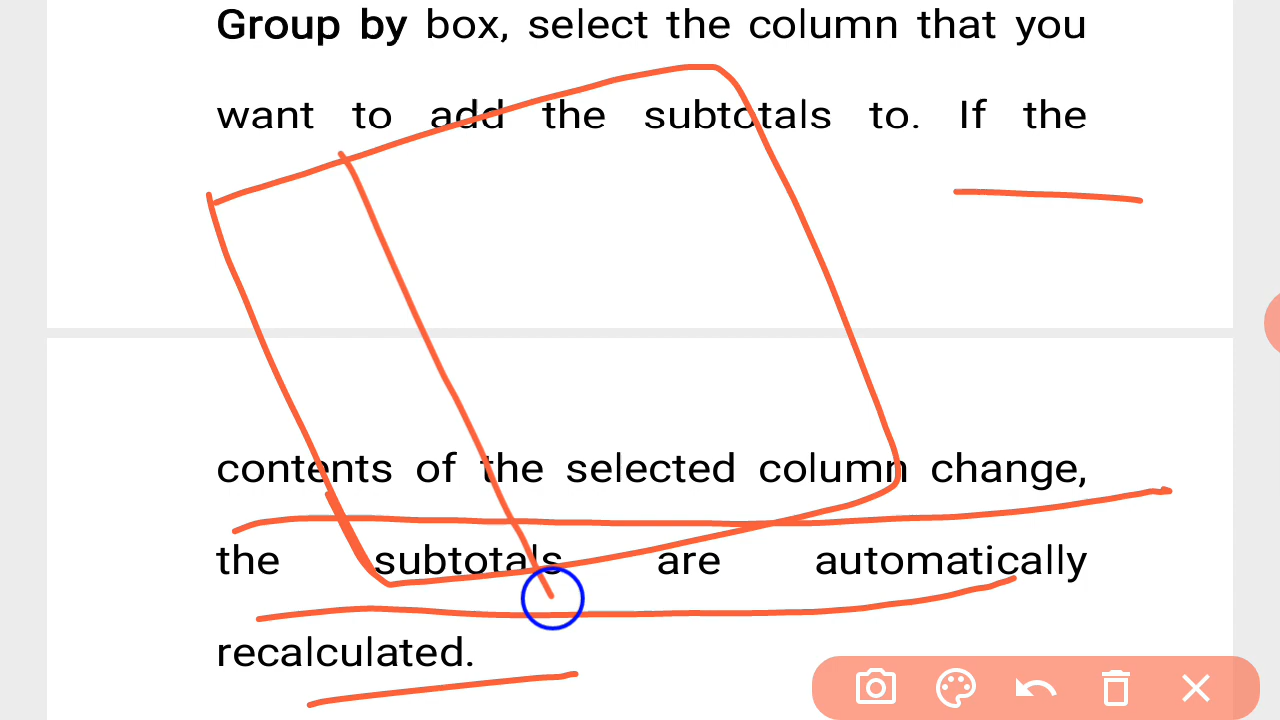 Group by box, select the column that you
want to add the subtotals to. If the
contents of the selected column change,
the subtotals are automatically
recalculated.